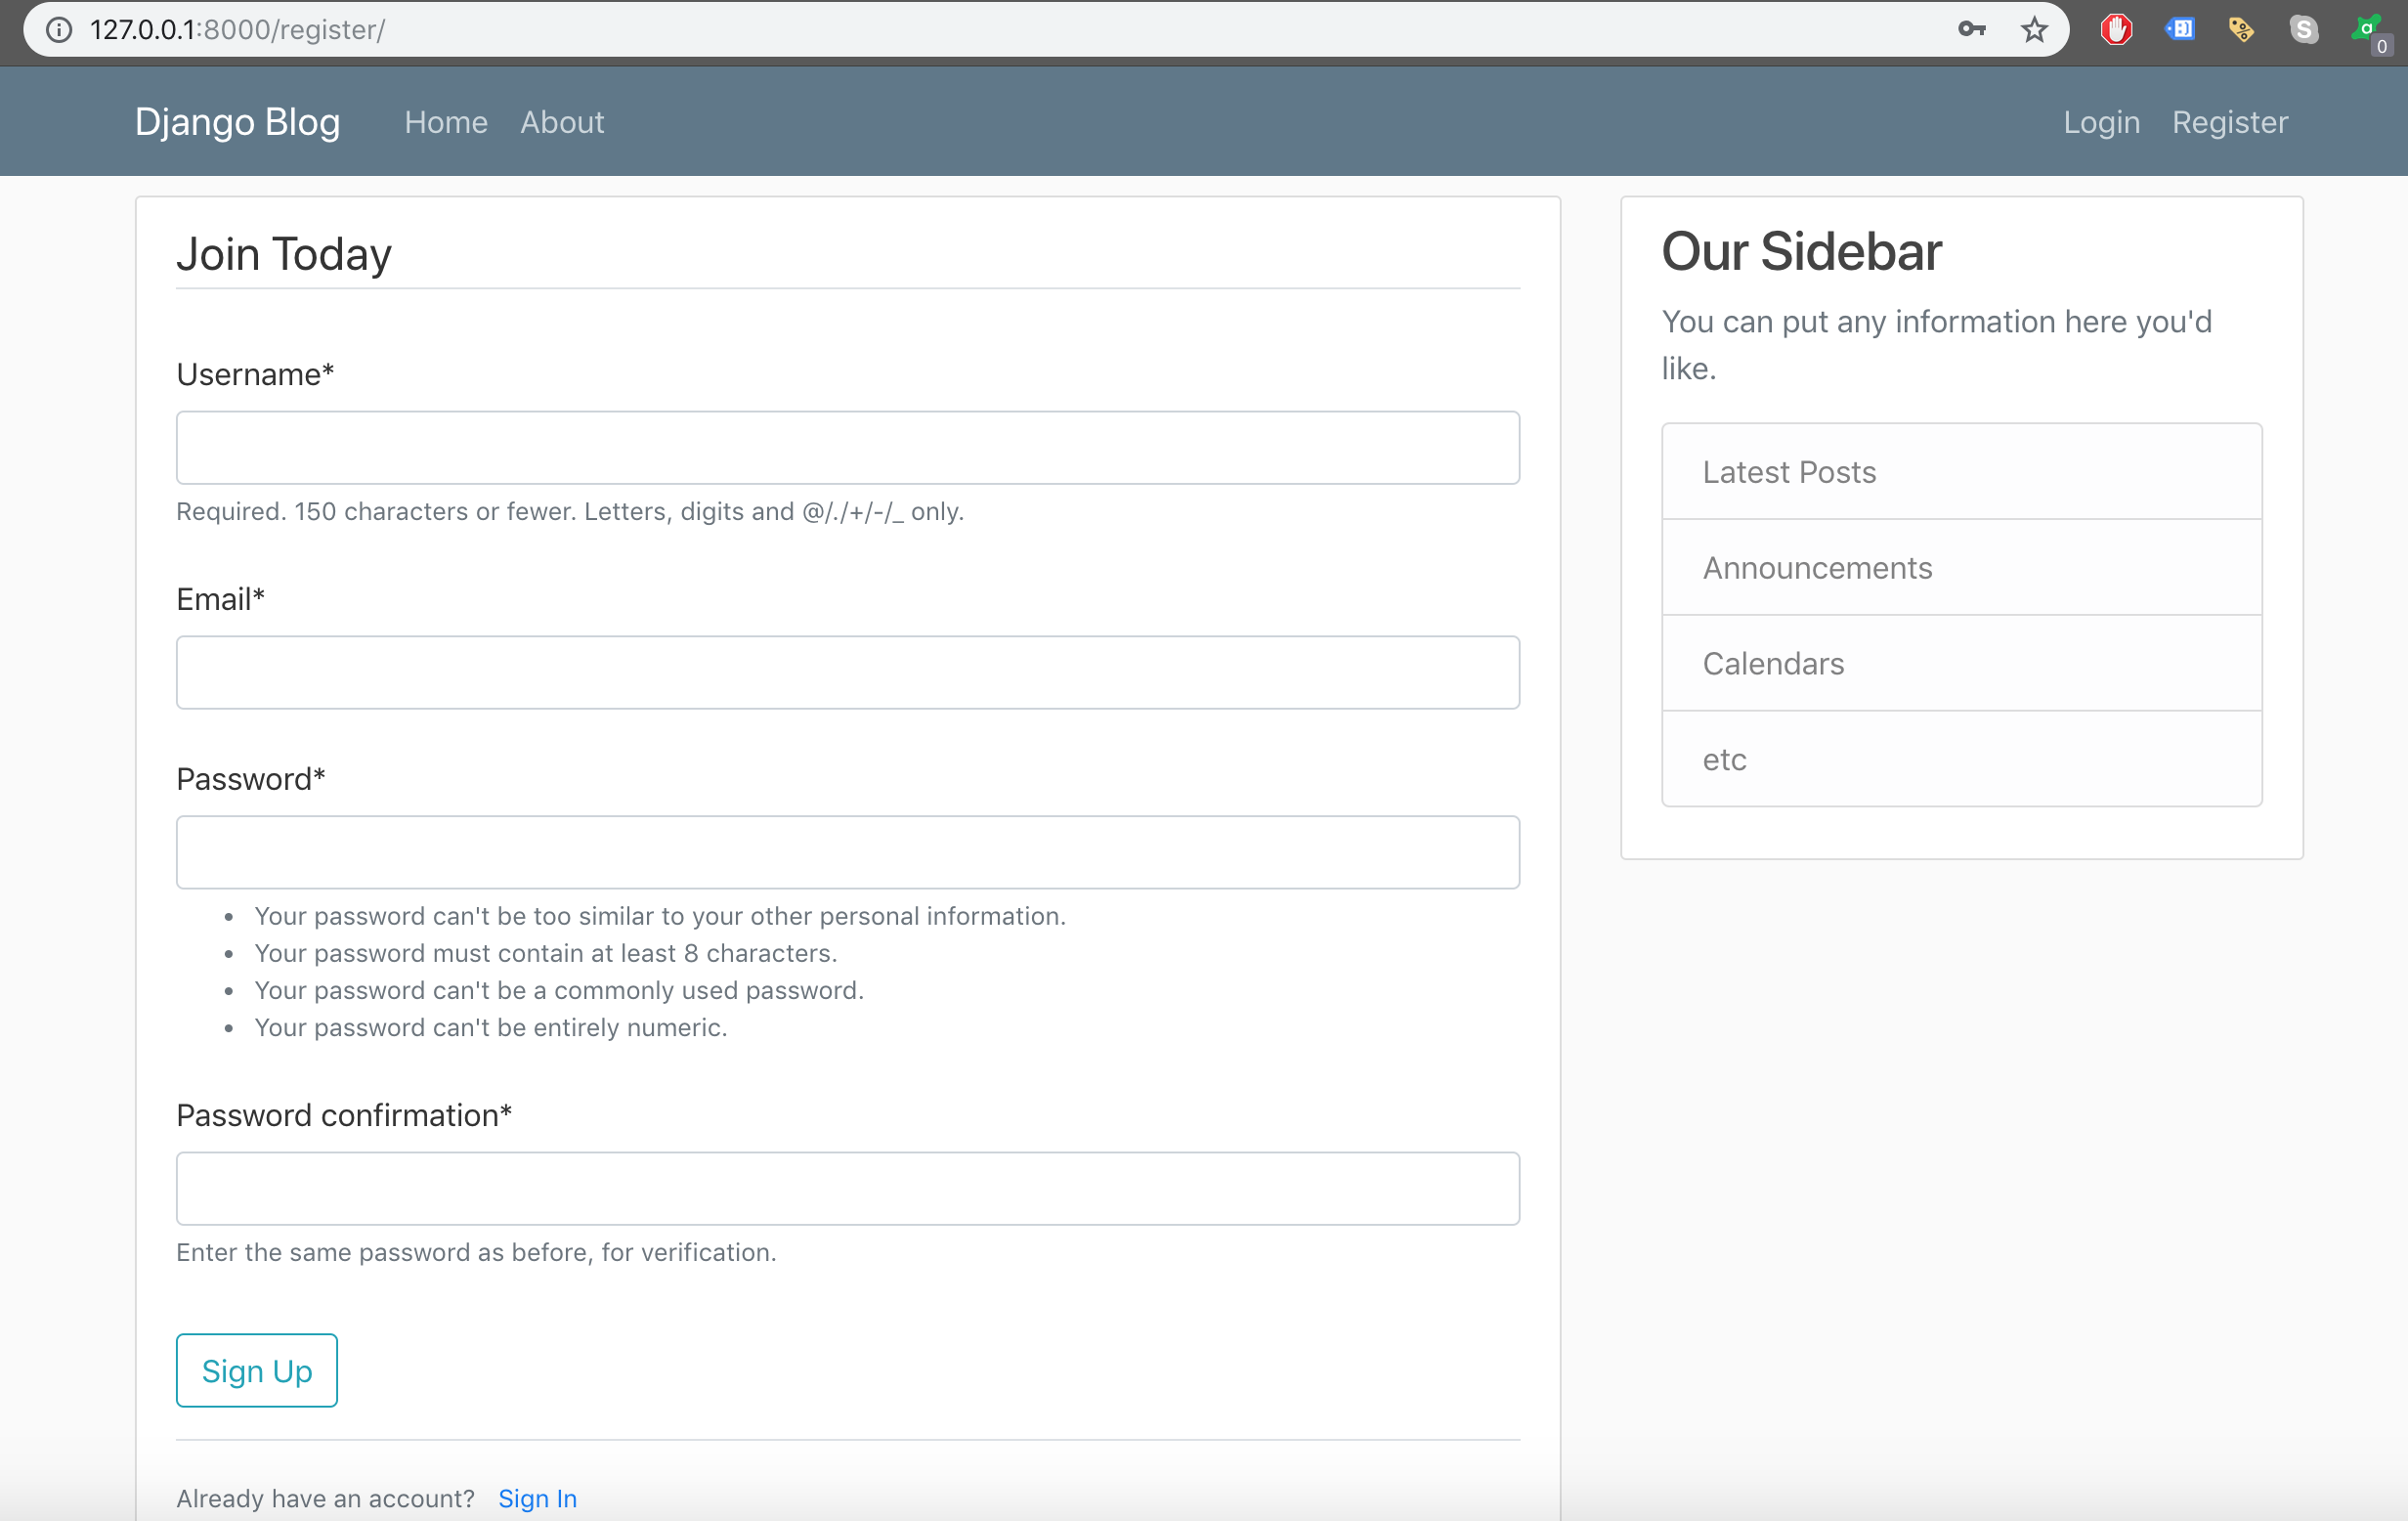 127.0.0.1:8000/register/
0
Django Blog
Home
About
Login
Register
Join Today
Username*
Required. 150 characters or fewer. Letters, digits and @/./+/-/_ only.
Email*
Password*
Your password can't be too similar to your other personal information.
Your password must contain at least 8 characters.
Your password can't be a commonly used password.
Your password can't be entirely numeric.
Password confirmation*
Enter the same password as before, for verification.
Sign Up
Already have an account? Sign In
Our Sidebar
You can put any information here you'd
like.
Latest Posts
Announcements
Calendars
etc